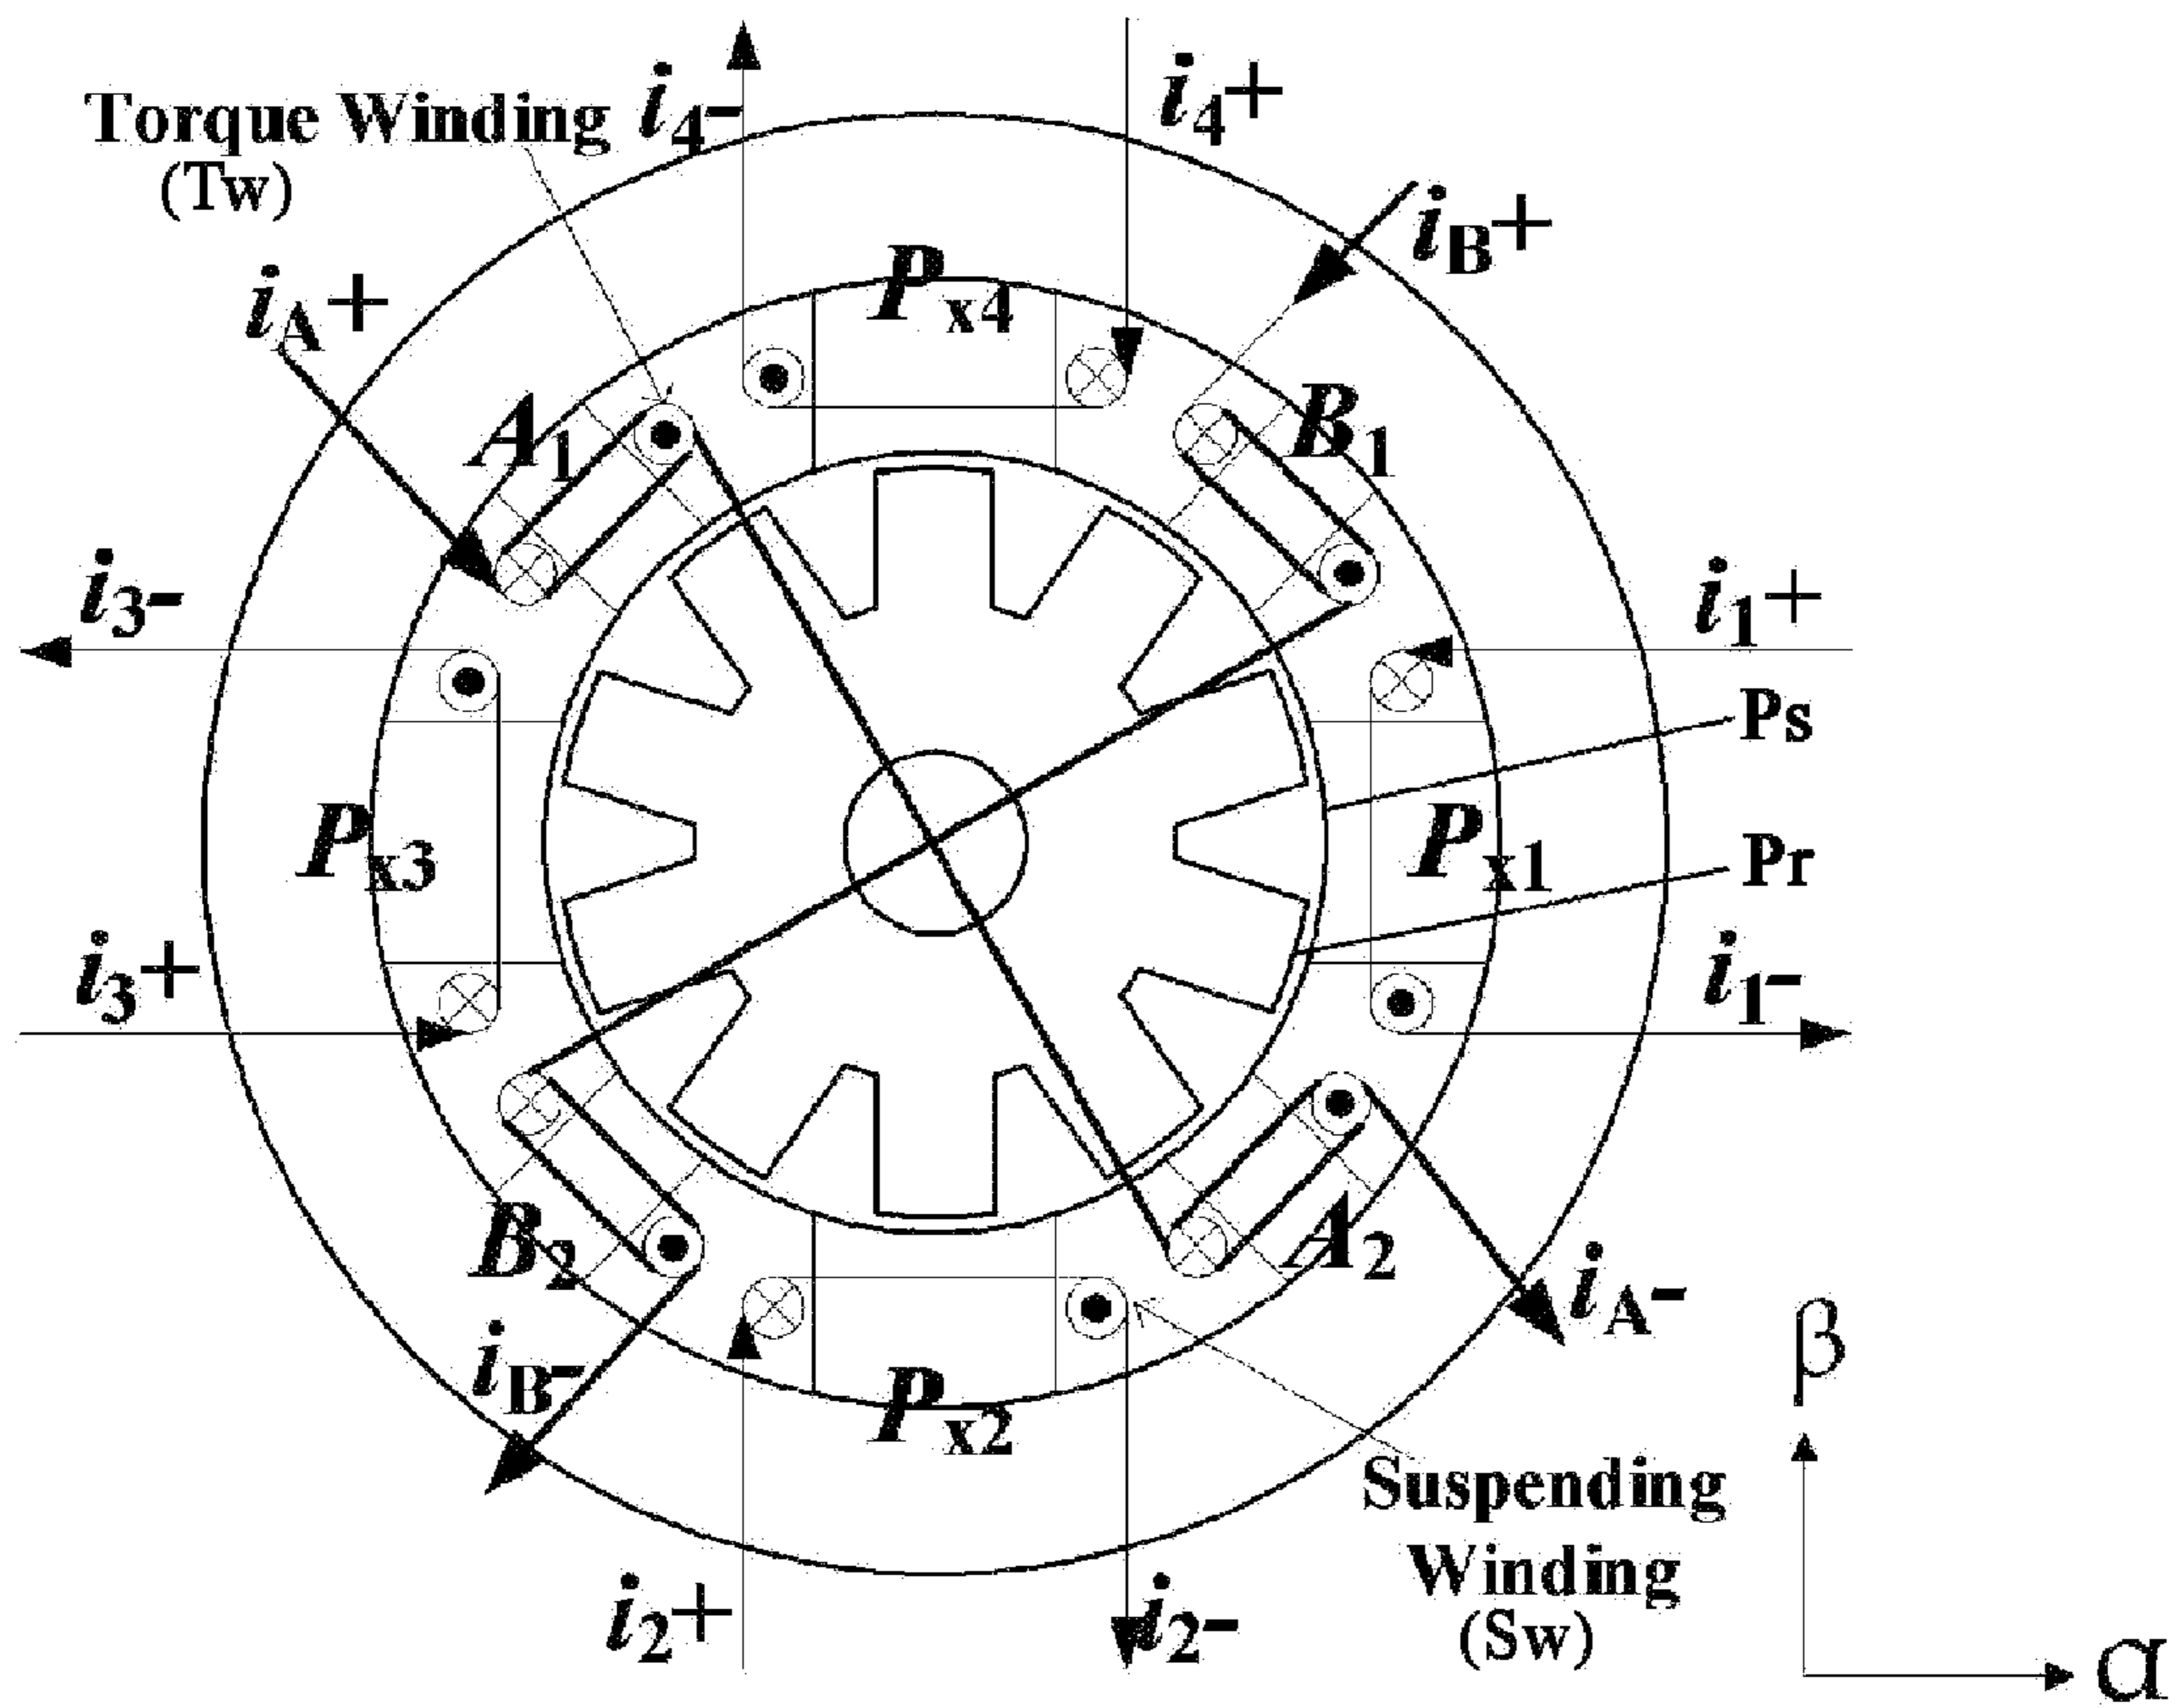 i4-
i4+
Torque Winding
(Tw)
iB+
iA+
Px4
A1
B1
i3-
i1+
Ps
Px3
Px1
Pr
i3+
i1-
B2
A2
iA-
iB-
Px2
β
Suspending
Winding
(Sw)
i2+
i2-
α